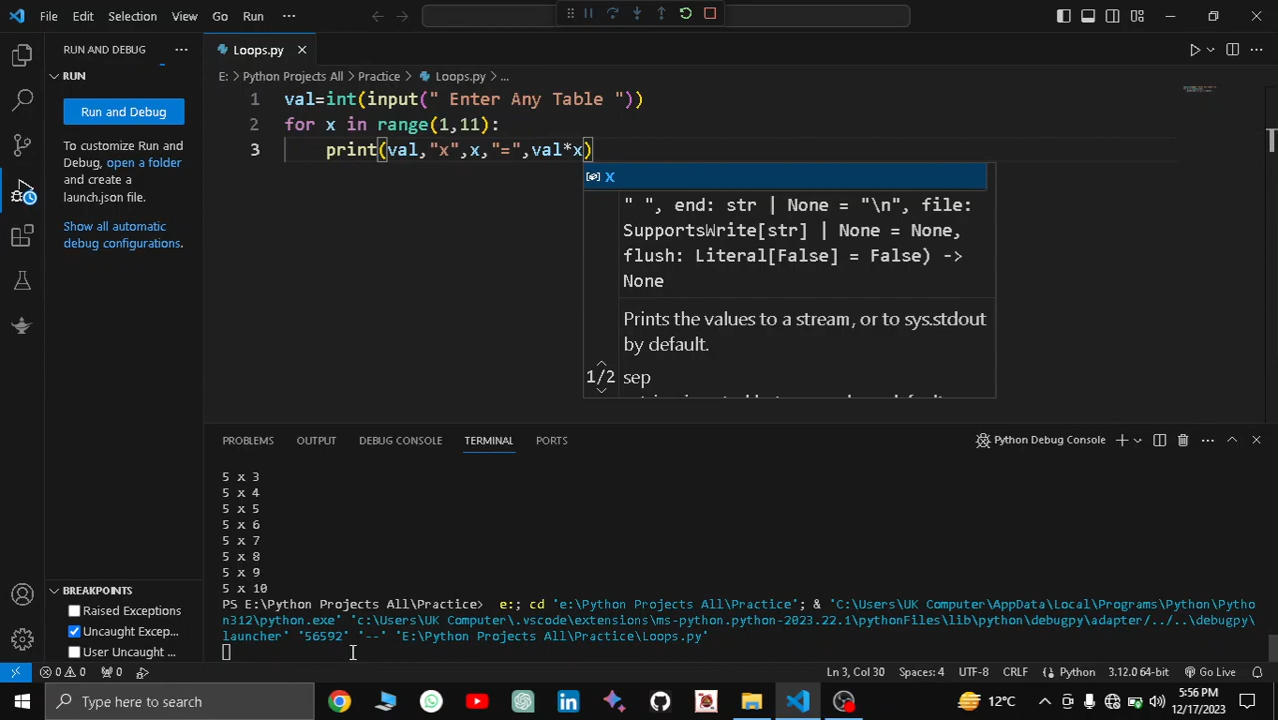 File Edit Selection View Go Run ···
RUN AND DEBUG ···
RUN
Run and Debug
To customize Run and
Debug, open a folder
and create a
launch.json file.
Show all automatic
debug configurations.
BREAKPOINTS
Raised Exceptions
Uncaught Excep...
User Uncaught ...
Loops.py
E: > Python Projects All > Practice > Loops.py > ...
1 val=int(input(" Enter Any Table "))
2 for x in range(1,11):
3 print(val,"x",x,"=",val*x)
x
" ", end: str | None = "\n", file:
SupportsWrite[str] | None = None,
flush: Literal[False] = False) ->
None
Prints the values to a stream, or to sys.stdout
by default.
1/2 sep
PROBLEMS OUTPUT DEBUG CONSOLE TERMINAL PORTS
Python Debug Console
5 x 3
5 x 4
5 x 5
5 x 6
5 x 7
5 x 8
5 x 9
5 x 10
PS E:\Python Projects All\Practice> e:; cd 'e:\Python Projects All\Practice'; & 'C:\Users\UK Computer\AppData\Local\Programs\Python\Pytho
n312\python.exe' 'c:\Users\UK Computer\.vscode\extensions\ms-python.python-2023.22.1\pythonFiles\lib\python\debugpy\adapter/../..\debugpy\
launcher' '56592' '--' 'E:\Python Projects All\Practice\Loops.py'
0 0 0 Ln 3, Col 30 Spaces: 4 UTF-8 CRLF Python 3.12.0 64-bit Go Live
Type here to search
12°C
5:56 PM
12/17/2023